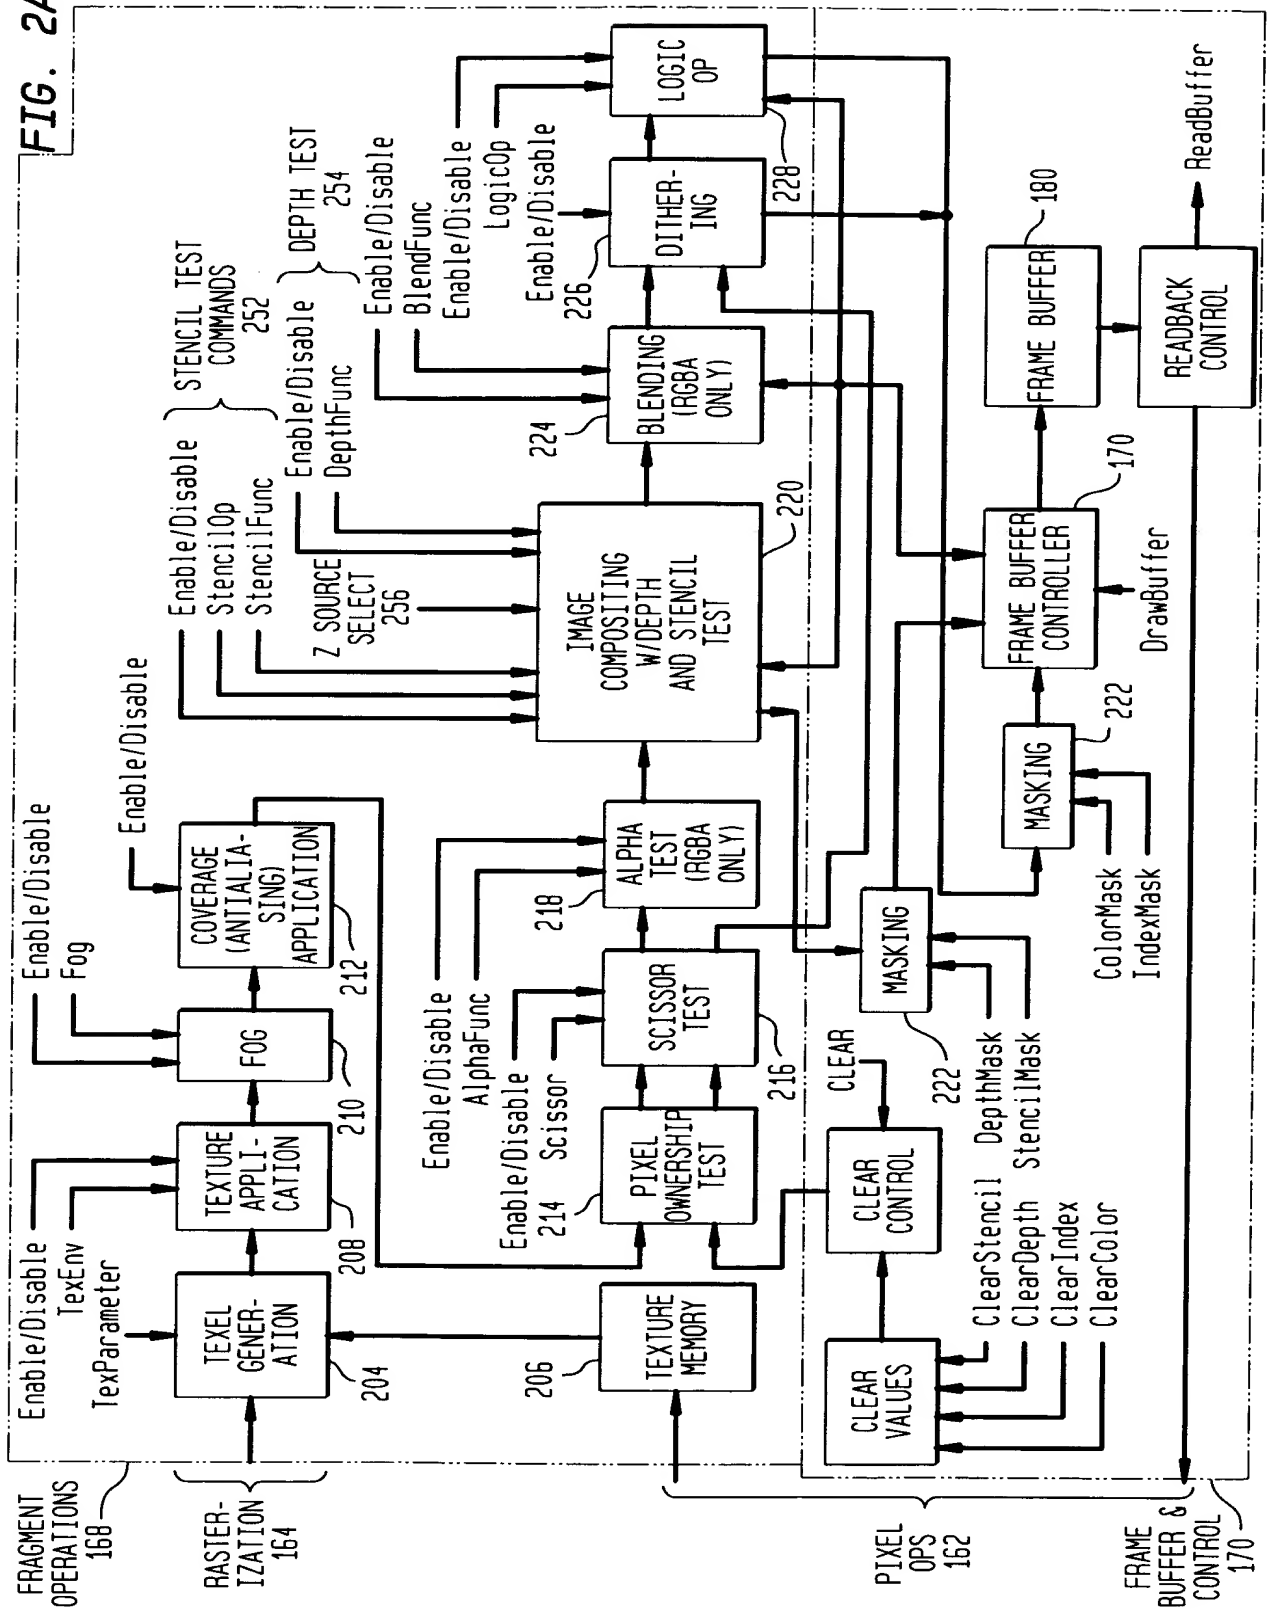 FIG. 2A
FRAGMENT
OPERATIONS
168
RASTER-
IZATION
164
PIXEL
OPS
162
FRAME
BUFFER &
CONTROL
170
Enable/Disable
TexEnv
TexParameter
TEXEL
GENER-
ATION
204
TEXTURE
APPLI-
CATION
208
Enable/Disable
Fog
FOG
210
Enable/Disable
COVERAGE
(ANTIALIA-
SING)
APPLICATION
212
206
TEXTURE
MEMORY
Enable/Disable
Scissor
214
PIXEL
OWNERSHIP
TEST
SCISSOR
TEST
216
Enable/Disable
AlphaFunc
218
ALPHA
TEST
(RGBA
ONLY)
STENCIL TEST
COMMANDS
252
Enable/Disable
StencilOp
StencilFunc
Z SOURCE
SELECT
256
DEPTH TEST
254
Enable/Disable
DepthFunc
IMAGE
COMPOSITING
W/DEPTH
AND STENCIL
TEST
220
Enable/Disable
BlendFunc
224
BLENDING
(RGBA
ONLY)
Enable/Disable
226
DITHER-
ING
Enable/Disable
LogicOp
LOGIC
OP
228
CLEAR
VALUES
ClearStencil
ClearDepth
ClearIndex
ClearColor
CLEAR
CLEAR
CONTROL
MASKING
222
DepthMask
StencilMask
MASKING
222
ColorMask
IndexMask
FRAME BUFFER
CONTROLLER
170
DrawBuffer
FRAME BUFFER
180
READBACK
CONTROL
ReadBuffer